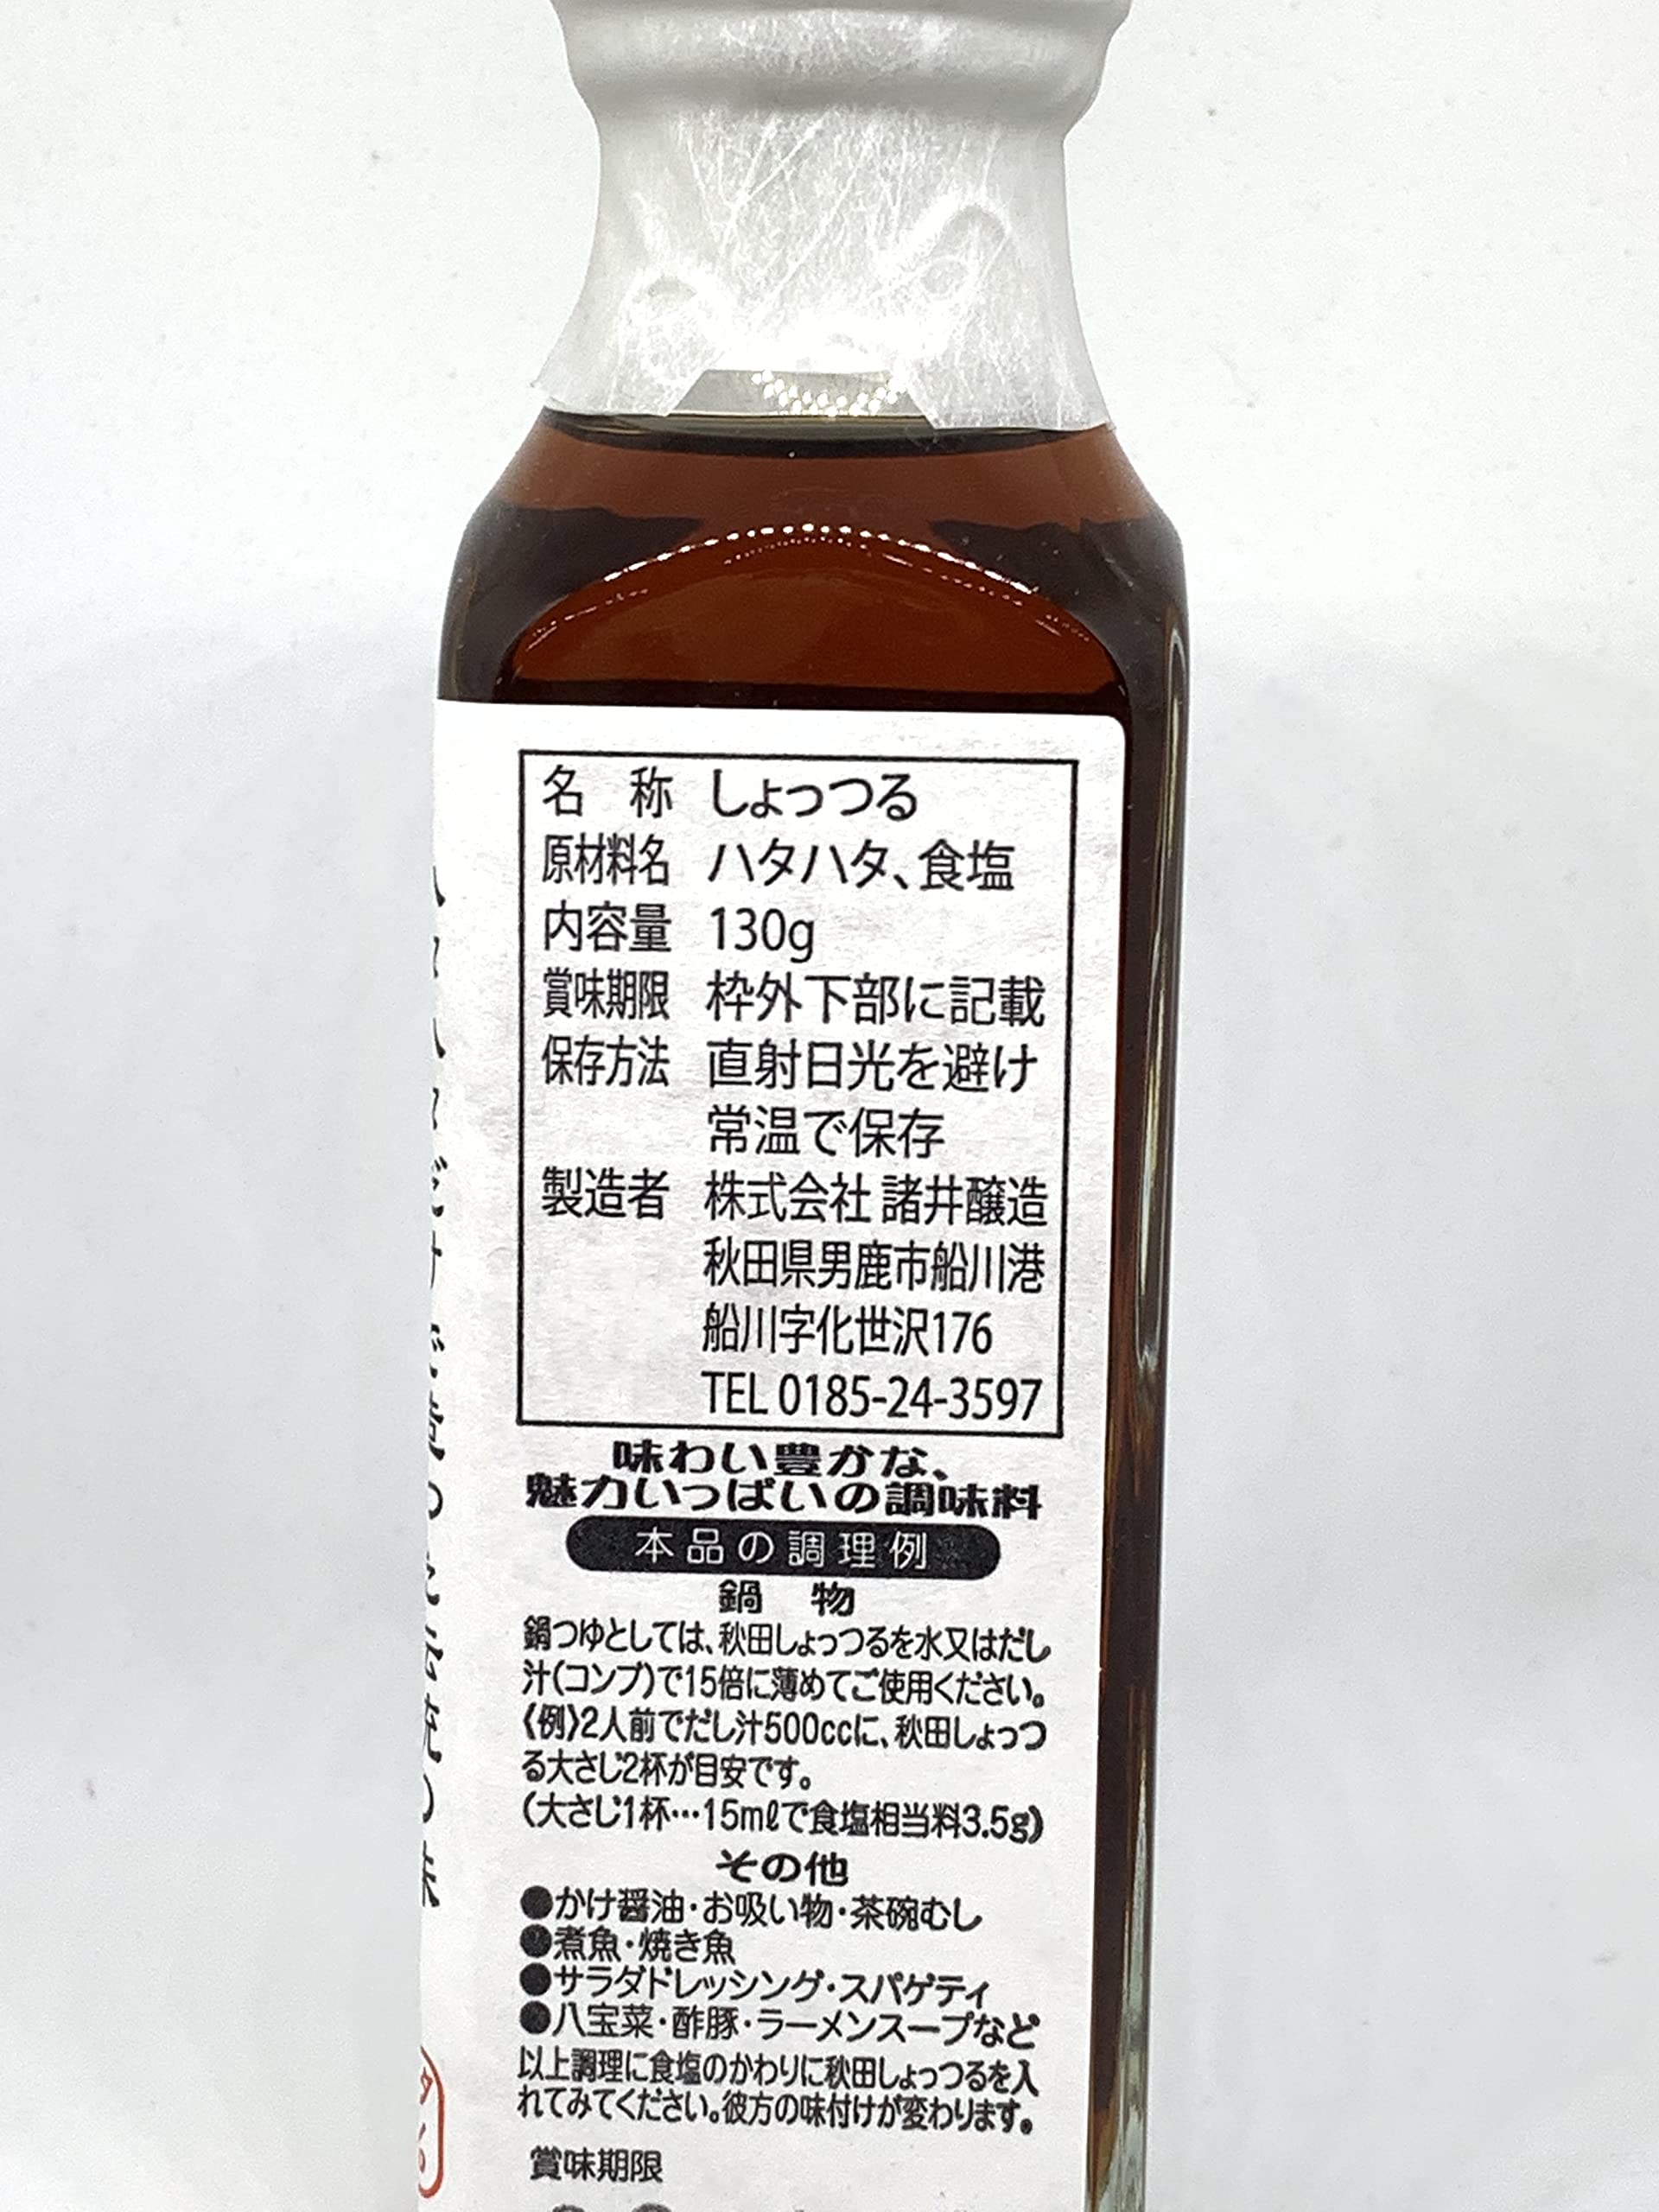 名　称　しょっつる
原材料名　ハタハタ、食塩
内容量　130g
賞味期限　枠外下部に記載
保存方法　直射日光を避け
常温で保存
製造者　株式会社 諸井醸造
秋田県男鹿市船川港
船川字化世沢176
TEL 0185-24-3597
味わい豊かな、
魅力いっぱいの調味料
本品の調理例
鍋　物
鍋つゆとしては、秋田しょっつるを水又はだし
汁(コンブ)で15倍に薄めてご使用ください。
《例》2人前でだし汁500ccに、秋田しょっつ
る大さじ2杯が目安です。
(大さじ1杯…15mℓで食塩相当料3.5g)
その他
●かけ醤油・お吸い物・茶碗むし
●煮魚・焼き魚
●サラダドレッシング・スパゲティ
●八宝菜・酢豚・ラーメンスープなど
以上調理に食塩のかわりに秋田しょっつるを入
れてみてください。彼方の味付けが変わります。
賞味期限